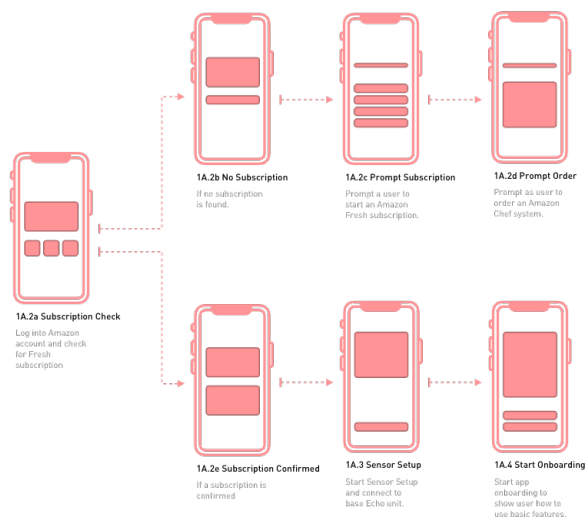 1A.2b No Subscription
If no subscription
is found.
1A.2c Prompt Subscription
Prompt a user to
start an Amazon
Fresh subscription.
1A.2d Prompt Order
Prompt as user to
order an Amazon
Chef system.
1A.2a Subscription Check
Log into Amazon
account and check
for Fresh
subscription
1A.2e Subscription Confirmed
If a subscription is
confirmed
1A.3 Sensor Setup
Start Sensor Setup
and connect to
base Echo unit.
1A.4 Start Onboarding
Start app
onboarding to
show user how to
use basic features.